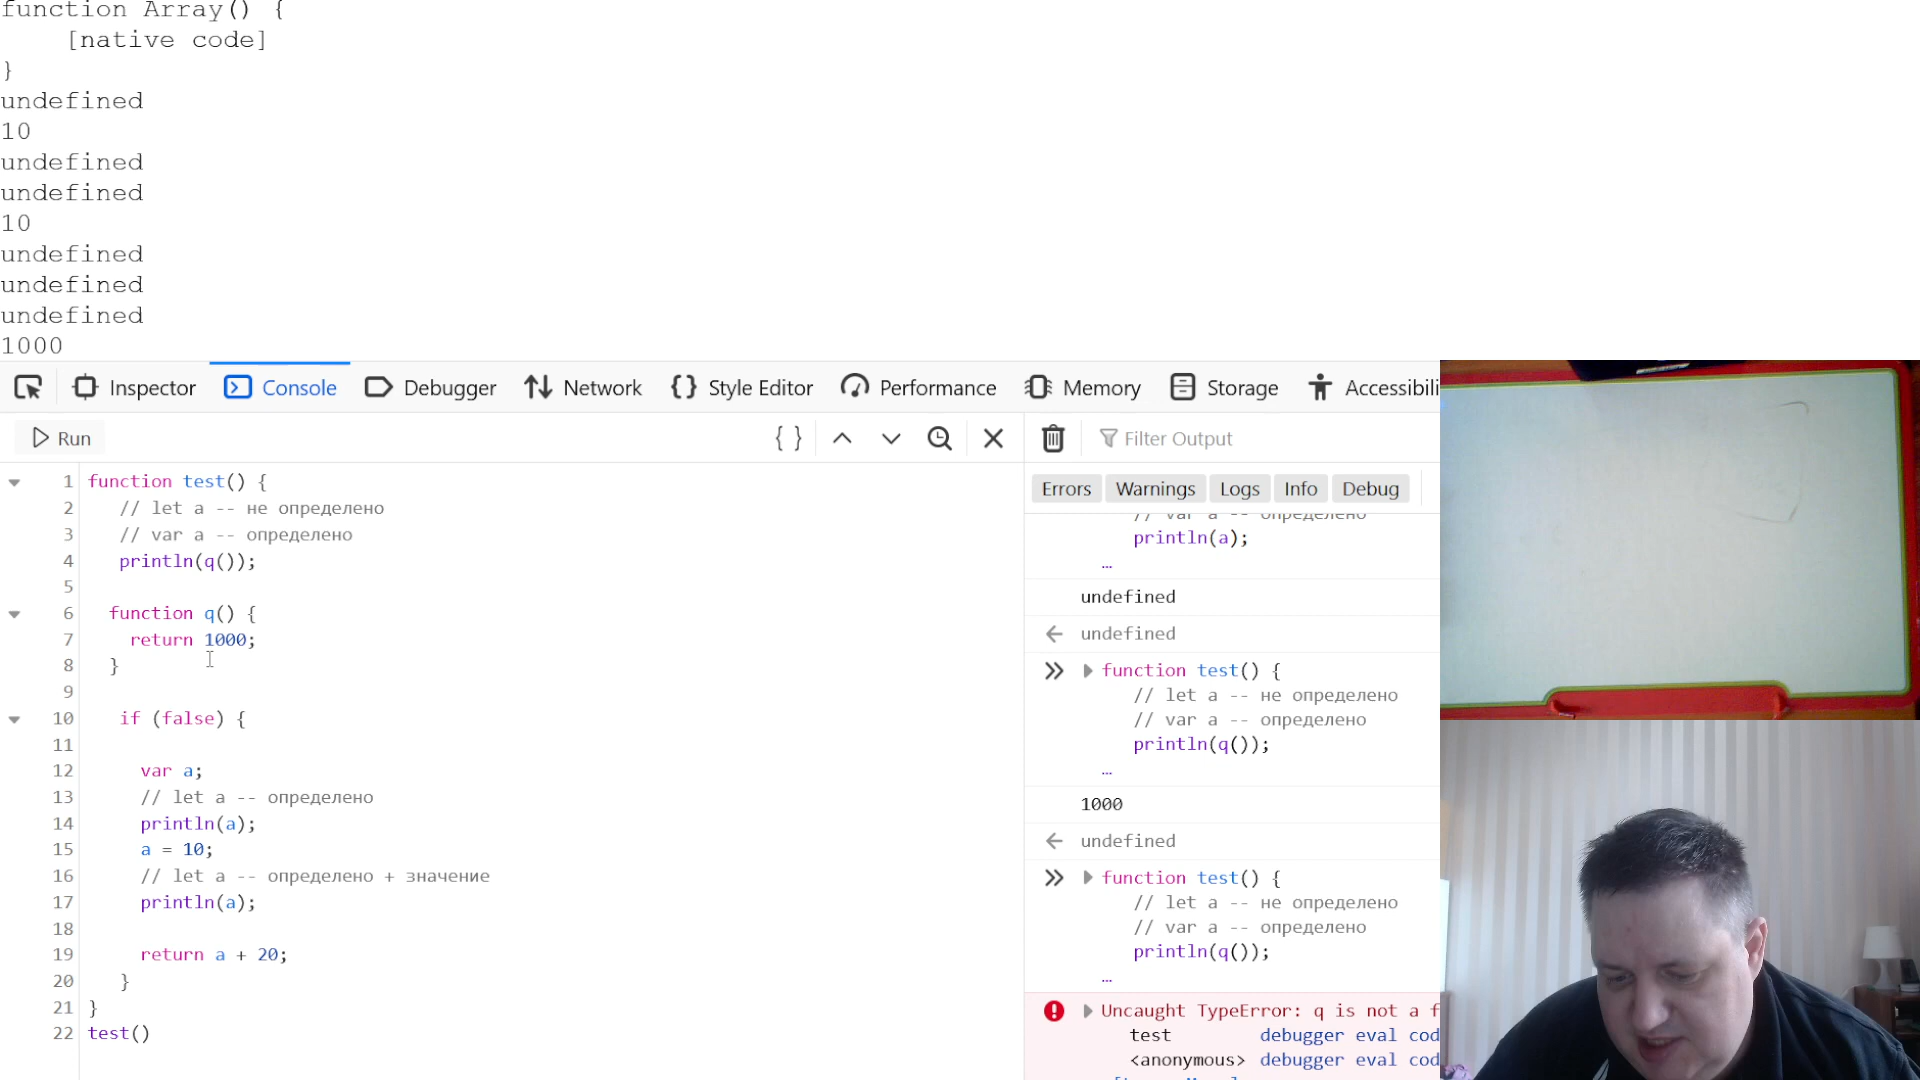 function Array() {
[native code]
}
undefined
10
undefined
undefined
10
undefined
undefined
undefined
1000
Inspector Console Debugger Network Style Editor Performance Memory Storage Accessibili
Run
Filter Output
Errors Warnings Logs Info Debug
1 function test() {
2 // let a -- не определено
3 // var a -- определено
4 println(q());
5
6 function q() {
7 return 1000;
8 }
9
10 if (false) {
11
12 var a;
13 // let a -- определено
14 println(a);
15 a = 10;
16 // let a -- определено + значение
17 println(a);
18
19 return a + 20;
20 }
21 }
22 test()
// var a -- определено
println(a);
…
undefined
undefined
function test() {
// let a -- не определено
// var a -- определено
println(q());
…
1000
undefined
function test() {
// let a -- не определено
// var a -- определено
println(q());
…
Uncaught TypeError: q is not a f
test debugger eval cod
<anonymous> debugger eval cod